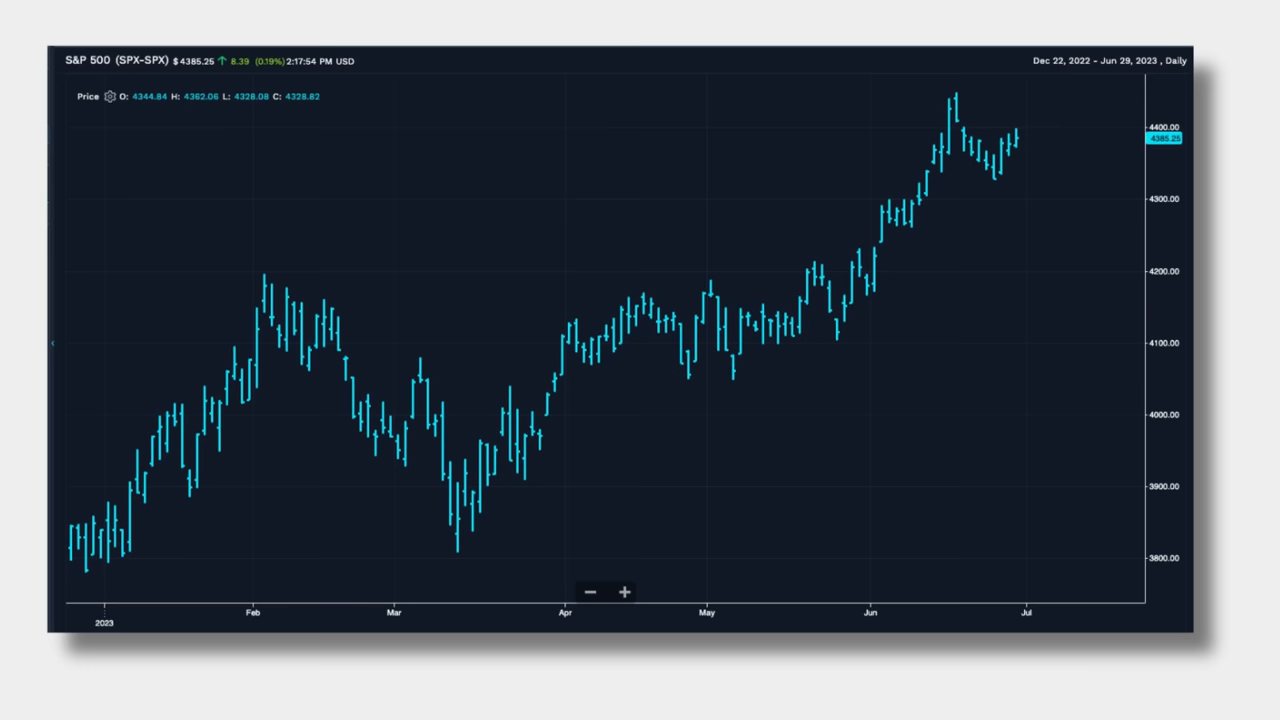 S&P 500 (SPX-SPX) $ 4385.25 ↑ 8.39 (0.19%) 2:17:54 PM USD
Dec 22, 2022 - Jun 29, 2023 , Daily
Price O: 4344.84 H: 4362.06 L: 4328.08 C: 4328.82
4400.00
4385.25
4300.00
4200.00
4100.00
4000.00
3900.00
3800.00
− +
Feb Mar Apr May Jun Jul
2023